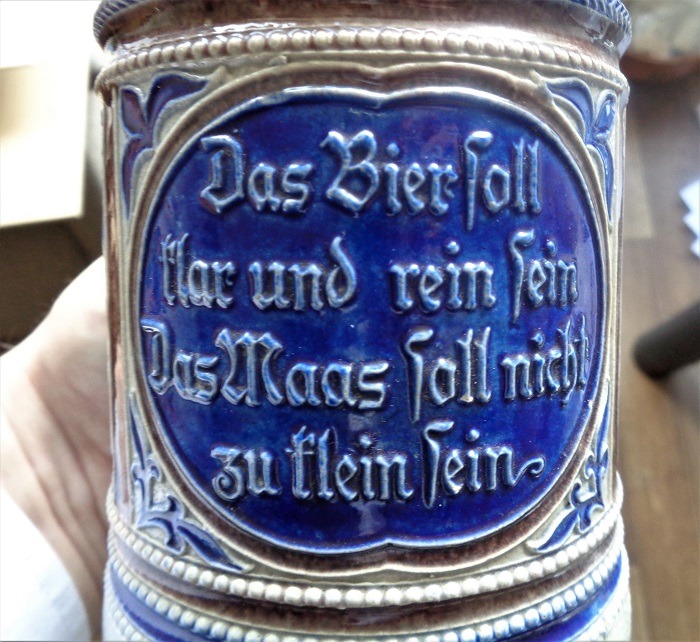 Das Bier soll
klar und rein sein
Das Maas soll nicht
zu klein sein